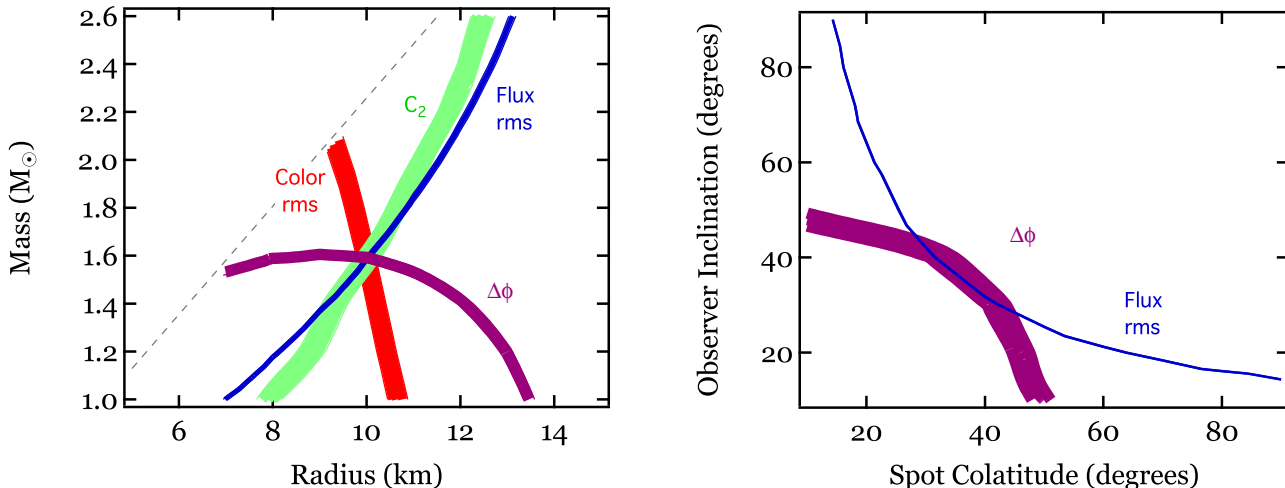 2.6
2.4
2.2
2.0
1.8
1.6
1.4
1.2
1.0
Mass (M☉)
C2
Flux
rms
Color
rms
Δϕ
6 8 10 12 14
Radius (km)
80
60
40
20
Observer Inclination (degrees)
Δϕ
Flux
rms
20 40 60 80
Spot Colatitude (degrees)